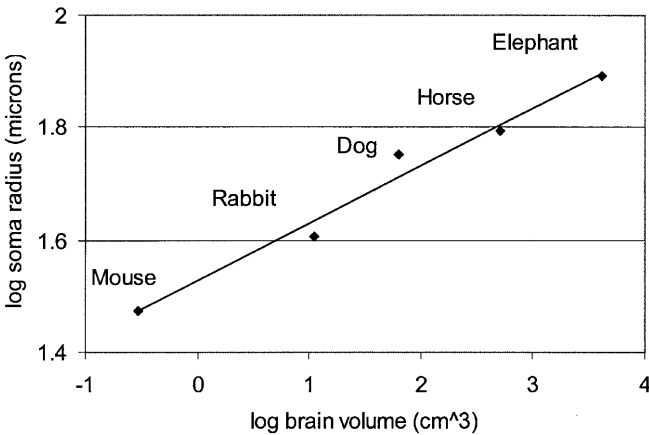 2
Elephant
Horse
1.8
Dog
Rabbit
1.6
Mouse
1.4
-1 0 1 2 3 4
log brain volume (cm^3)
log soma radius (microns)